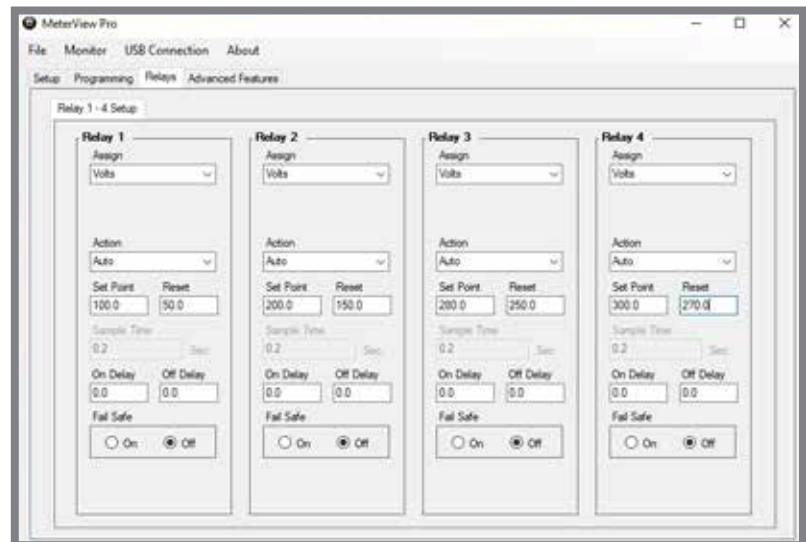 MeterView Pro
File Monitor USB Connection About
Setup Programming Relays Advanced Features
Relay 1 - 4 Setup
Relay 1
Assign
Volts
Action
Auto
Set Point Reset
100.0 50.0
Sample Time
0.2 Sec
On Delay Off Delay
0.0 0.0
Fail Safe
On Off
Relay 2
Assign
Volts
Action
Auto
Set Point Reset
200.0 150.0
Sample Time
0.2 Sec
On Delay Off Delay
0.0 0.0
Fail Safe
On Off
Relay 3
Assign
Volts
Action
Auto
Set Point Reset
280.0 250.0
Sample Time
0.2 Sec
On Delay Off Delay
0.0 0.0
Fail Safe
On Off
Relay 4
Assign
Volts
Action
Auto
Set Point Reset
300.0 270.0
Sample Time
0.2 Sec
On Delay Off Delay
0.0 0.0
Fail Safe
On Off